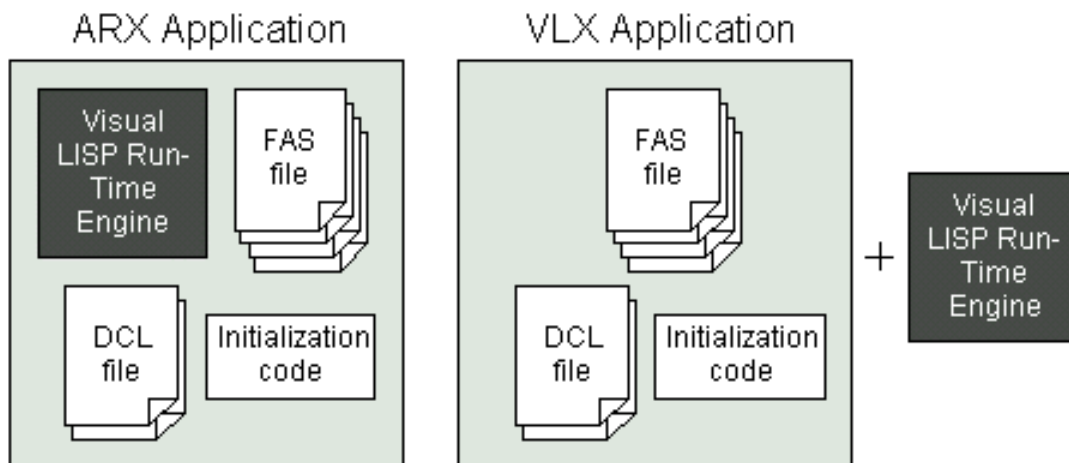 ARX Application
Visual
LISP Run-
Time
Engine
FAS
file
DCL
file
Initialization
code
VLX Application
FAS
file
DCL
file
Initialization
code
+
Visual
LISP Run-
Time
Engine